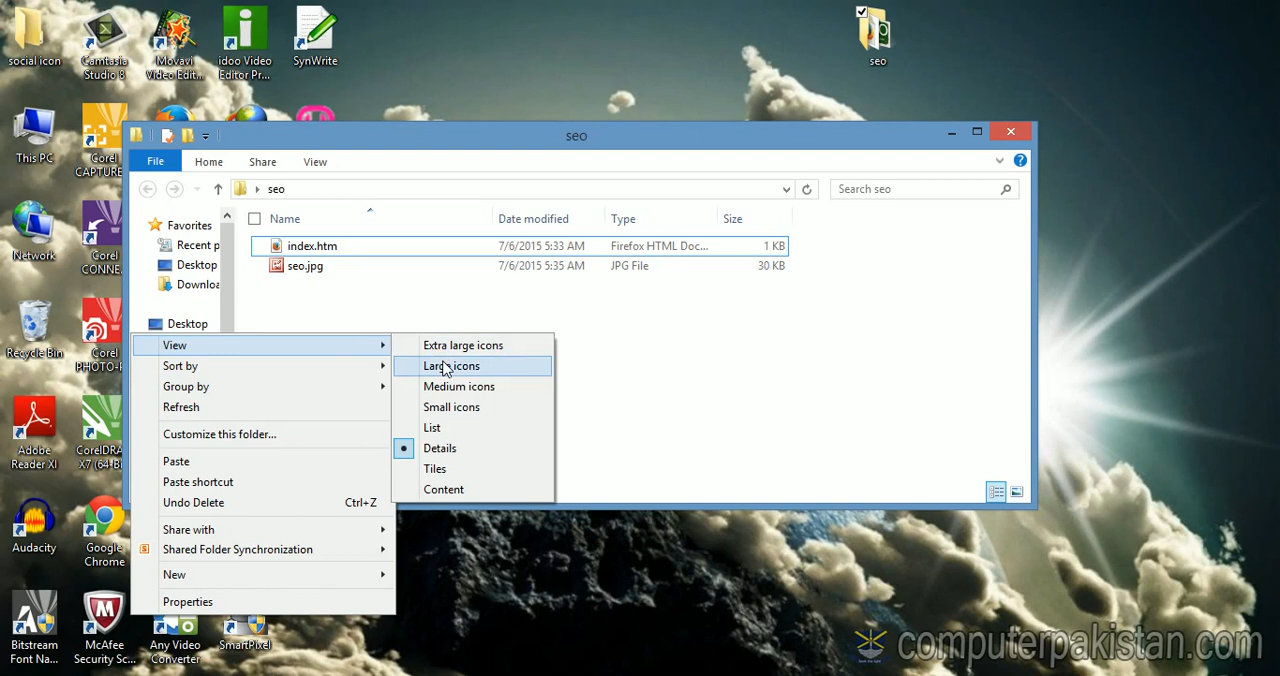 social icon
Camtasia
Studio 8
Movavi
Video Edit...
idoo Video
Editor Pr...
SynWrite
seo
This PC
Corel
CAPTURE
seo
File
Home
Share
View
seo
Search seo
Favorites
Recent p
Desktop
Downloa
Desktop
Name
Date modified
Type
Size
index.htm
7/6/2015 5:33 AM
Firefox HTML Doc...
1 KB
seo.jpg
7/6/2015 5:35 AM
JPG File
30 KB
Network
Corel
CONNE
Recycle Bin
Corel
PHOTO-P
Adobe
Reader XI
CorelDRA
X7 (64-B
Audacity
Google
Chrome
Bitstream
Font Na...
McAfee
Security Sc...
Any Video
Converter
SmartPixel
View
Sort by
Group by
Refresh
Customize this folder...
Paste
Paste shortcut
Undo Delete Ctrl+Z
Share with
Shared Folder Synchronization
New
Properties
Extra large icons
Large icons
Medium icons
Small icons
List
Details
Tiles
Content
computerpakistan.com